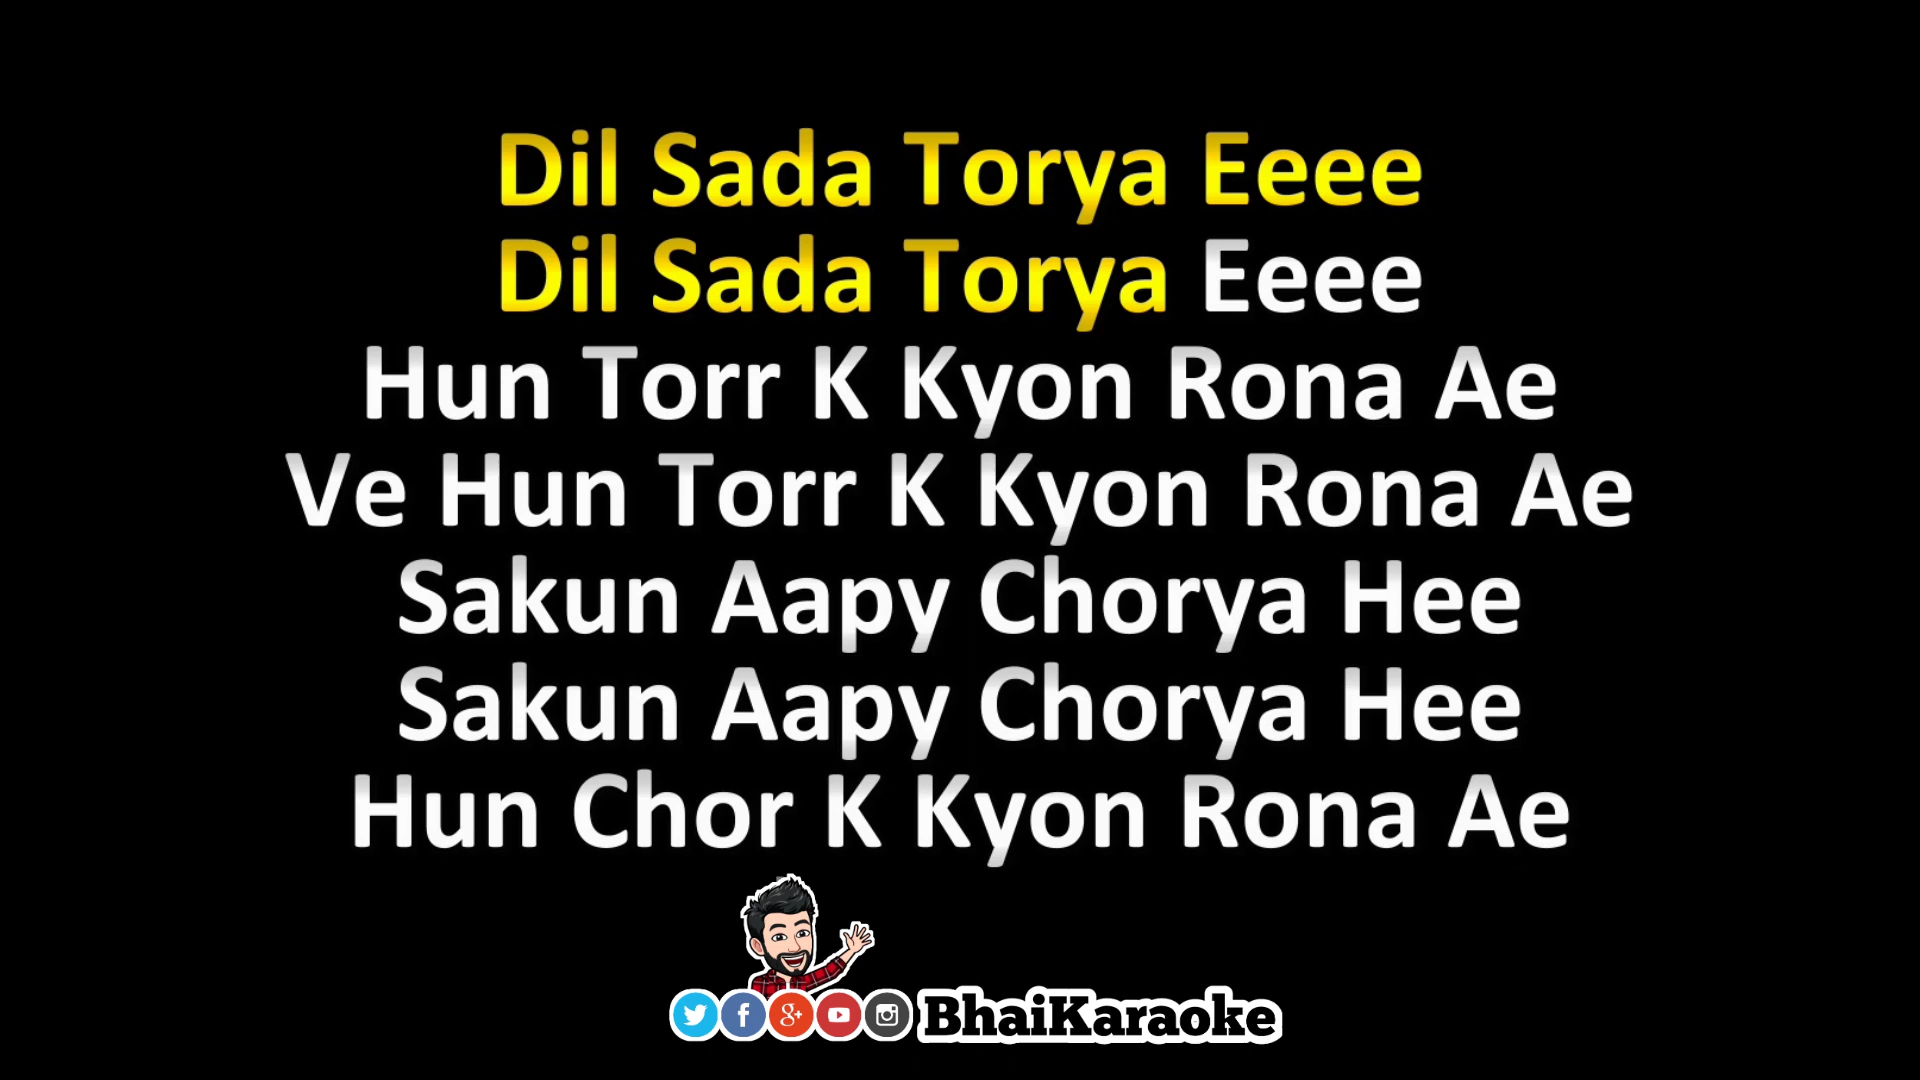 Dil Sada Torya Eeee
Dil Sada Torya Eeee
Hun Torr K Kyon Rona Ae
Ve Hun Torr K Kyon Rona Ae
Sakun Aapy Chorya Hee
Sakun Aapy Chorya Hee
Hun Chor K Kyon Rona Ae
BhaiKaraoke